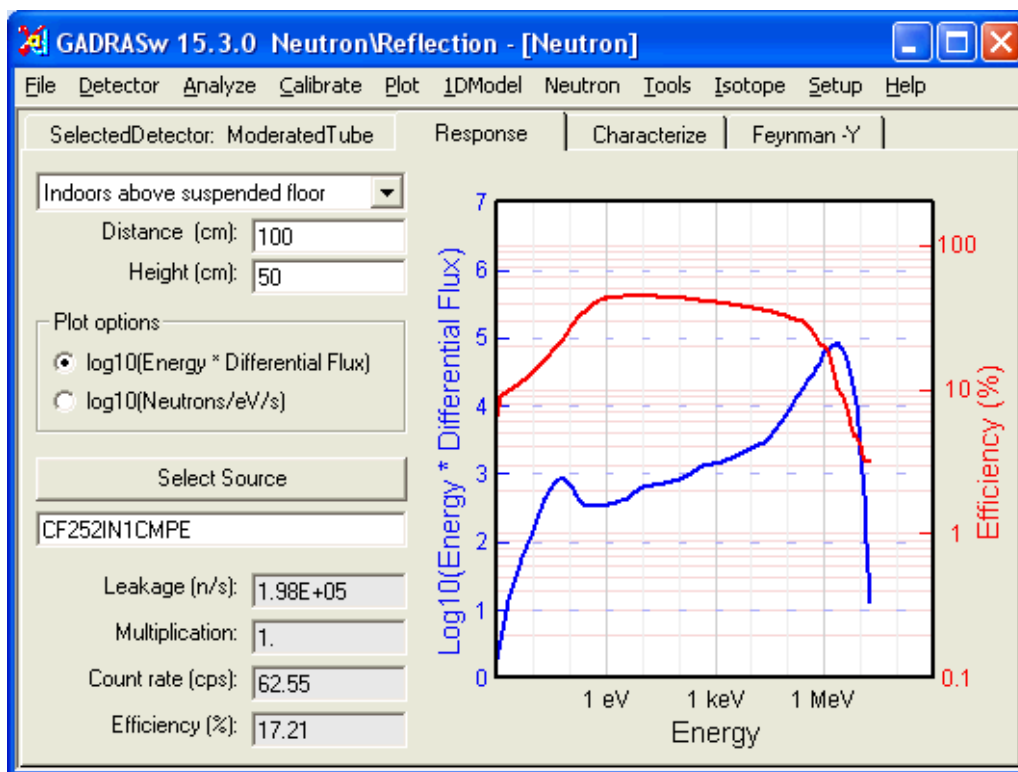 GADRASw 15.3.0 Neutron\Reflection - [Neutron]
File Detector Analyze Calibrate Plot 1DModel Neutron Tools Isotope Setup Help
SelectedDetector: ModeratedTube Response Characterize Feynman -Y
Indoors above suspended floor
Distance (cm): 100
Height (cm): 50
Plot options
log10(Energy * Differential Flux)
log10(Neutrons/eV/s)
Select Source
CF252IN1CMPE
Leakage (n/s): 1.98E+05
Multiplication: 1.
Count rate (cps): 62.55
Efficiency (%): 17.21
Log10(Energy * Differential Flux)
7
6
5
4
3
2
1
0
1 eV 1 keV 1 MeV
Energy
100
10
1
0.1
Efficiency (%)